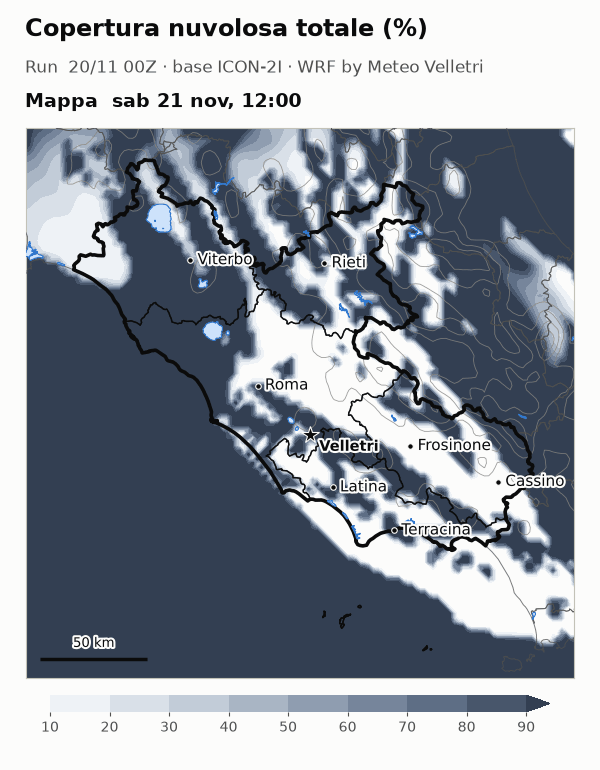 Copertura nuvolosa totale (%)
Run  20/11 00Z · base ICON-2I · WRF by Meteo Velletri
Mappa  sab 21 nov, 12:00
Viterbo
Rieti
Roma
Velletri
Frosinone
Cassino
Latina
Terracina
50 km
10 20 30 40 50 60 70 80 90